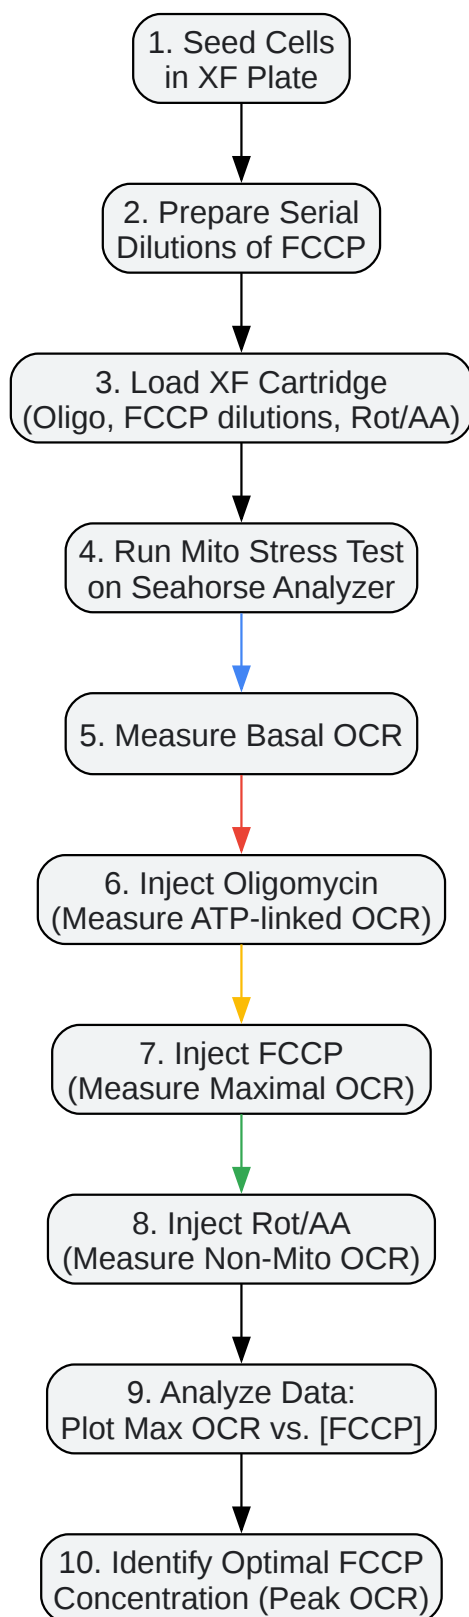 1. Seed Cells
in XF Plate
2. Prepare Serial
Dilutions of FCCP
3. Load XF Cartridge
(Oligo, FCCP dilutions, Rot/AA)
4. Run Mito Stress Test
on Seahorse Analyzer
5. Measure Basal OCR
6. Inject Oligomycin
(Measure ATP-linked OCR)
7. Inject FCCP
(Measure Maximal OCR)
8. Inject Rot/AA
(Measure Non-Mito OCR)
9. Analyze Data:
Plot Max OCR vs. [FCCP]
10. Identify Optimal FCCP
Concentration (Peak OCR)